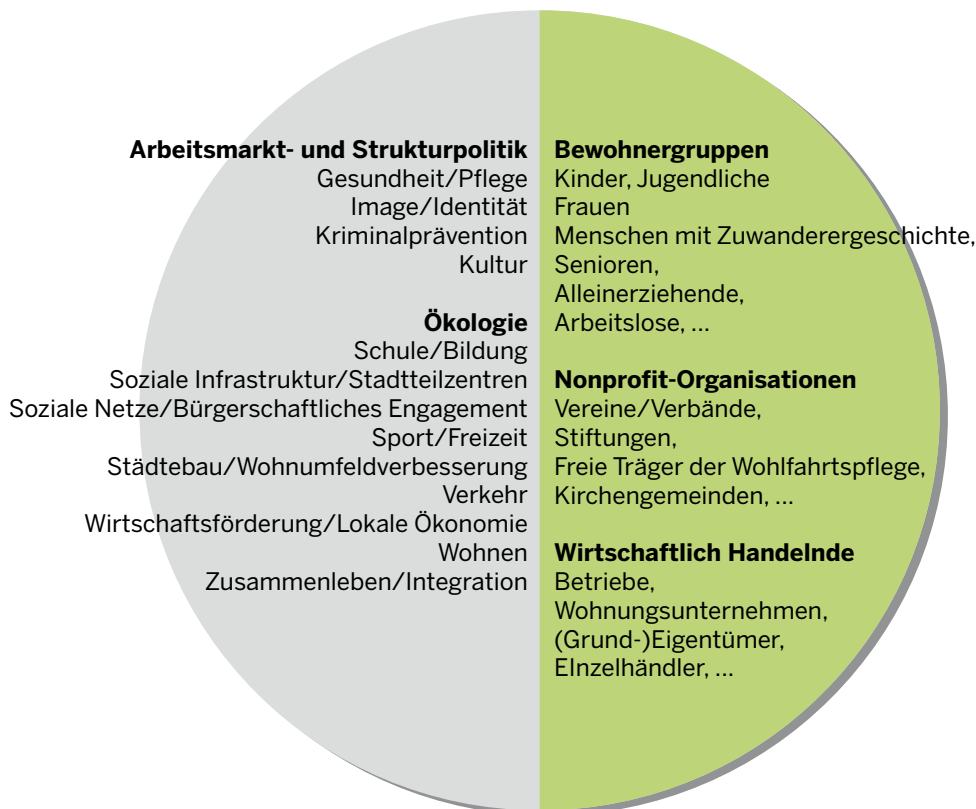 Arbeitsmarkt- und Strukturpolitik
Gesundheit/Pflege
Image/Identität
Kriminalprävention
Kultur
Ökologie
Schule/Bildung
Soziale Infrastruktur/Stadtteilzentren
Soziale Netze/Bürgerschaftliches Engagement
Sport/Freizeit
Städtebau/Wohnumfeldverbesserung
Verkehr
Wirtschaftsförderung/Lokale Ökonomie
Wohnen
Zusammenleben/Integration
Bewohnergruppen
Kinder, Jugendliche
Frauen
Menschen mit Zuwanderergeschichte,
Senioren,
Alleinerziehende,
Arbeitslose, ...
Nonprofit-Organisationen
Vereine/Verbände,
Stiftungen,
Freie Träger der Wohlfahrtspflege,
Kirchengemeinden, ...
Wirtschaftlich Handelnde
Betriebe,
Wohnungsunternehmen,
(Grund-)Eigentümer,
EInzelhändler, ...